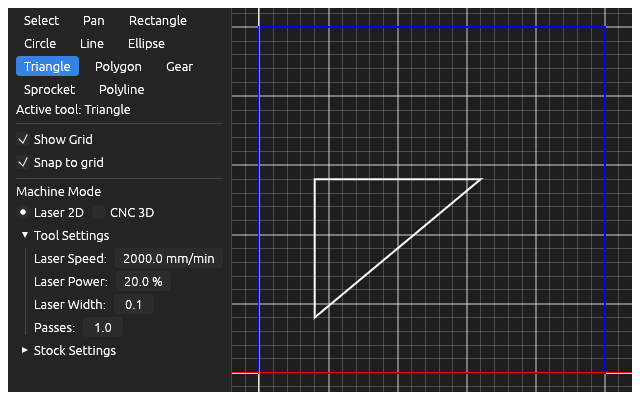 Select Pan Rectangle
Circle Line Ellipse
Triangle Polygon Gear
Sprocket Polyline
Active tool: Triangle
Show Grid
Snap to grid
Machine Mode
Laser 2D CNC 3D
Tool Settings
Laser Speed: 2000.0 mm/min
Laser Power: 20.0 %
Laser Width: 0.1
Passes: 1.0
Stock Settings